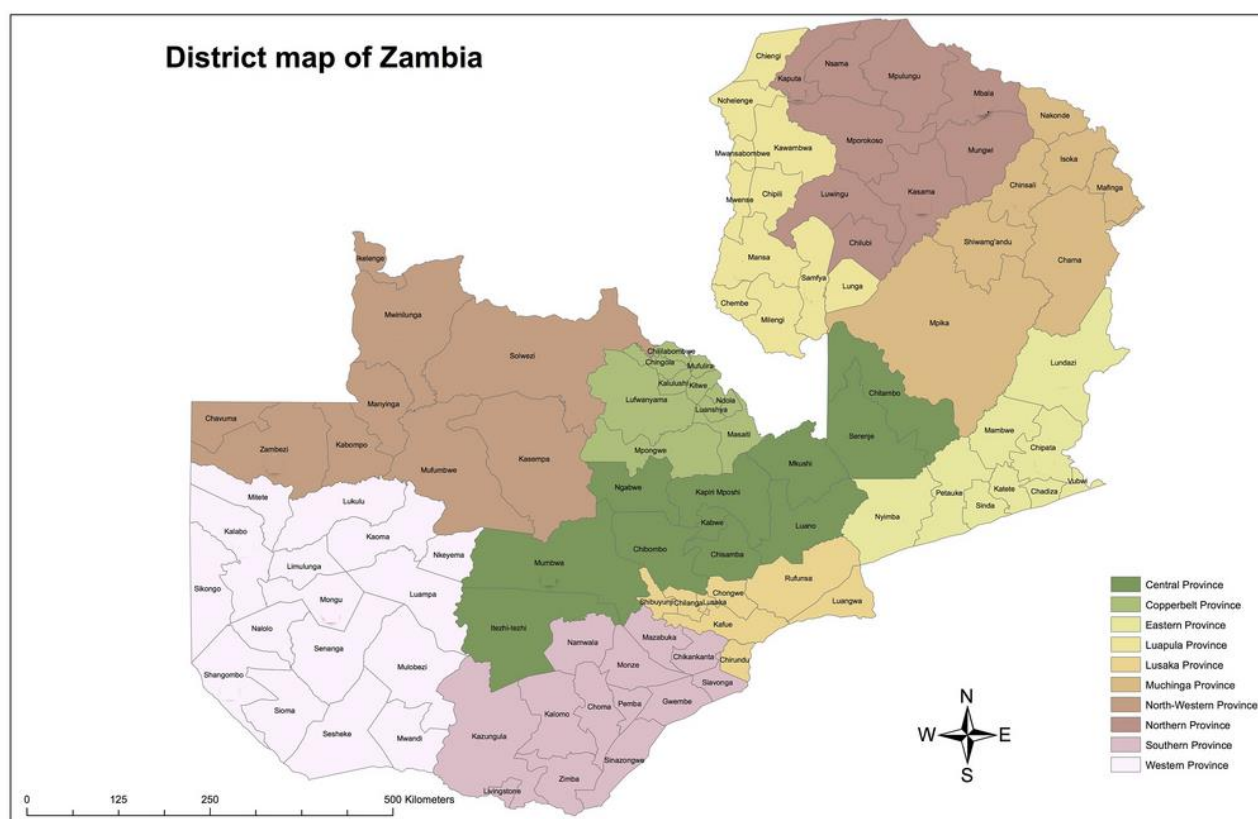 District map of Zambia
Chiengi
Kaputa
Nsama
Mpulungu
Mbala
Nchelenge
Nakonde
Mporokoso
Mungwi
Mwansabombwe
Kawambwa
Isoka
Mwense
Chipili
Luwingu
Kasama
Chinsali
Mafinga
Chilubi
Shiwamg'andu
Mansa
Samfya
Lunga
Chama
Ikelenge
Chembe
Milengi
Mpika
Mwinilunga
Solwezi
Chililabombwe
Chingola
Mufulira
Kalulushi
Kitwe
Lundazi
Lufwanyama
Ndola
Luanshya
Chitambo
Manyinga
Chavuma
Zambezi
Kabompo
Mufumbwe
Kasempa
Masaiti
Mpongwe
Serenje
Mambwe
Chipata
Mkushi
Vubwi
Ngabwe
Kapiri Mposhi
Petauke
Katete
Chadiza
Sinda
Nyimba
Mitete
Lukulu
Kalabo
Kaoma
Nkeyema
Kabwe
Luano
Chibombo
Chisamba
Mumbwa
Limulunga
Sikongo
Luampa
Mongu
Rufunsa
Chongwe
Luangwa
Shibuyunji
Chilanga
Lusaka
Kafue
Itezhi-tezhi
Nalolo
Senanga
Mulobezi
Namwala
Mazabuka
Monze
Chikankanta
Chirundu
Siavonga
Shangombo
Sioma
Sesheke
Mwandi
Kazungula
Kalomo
Choma
Pemba
Gwembe
Sinazongwe
Zimba
Livingstone
Central Province
Copperbelt Province
Eastern Province
Luapula Province
Lusaka Province
Muchinga Province
North-Western Province
Northern Province
Southern Province
Western Province
N
W E
S
0 125 250 500 Kilometers